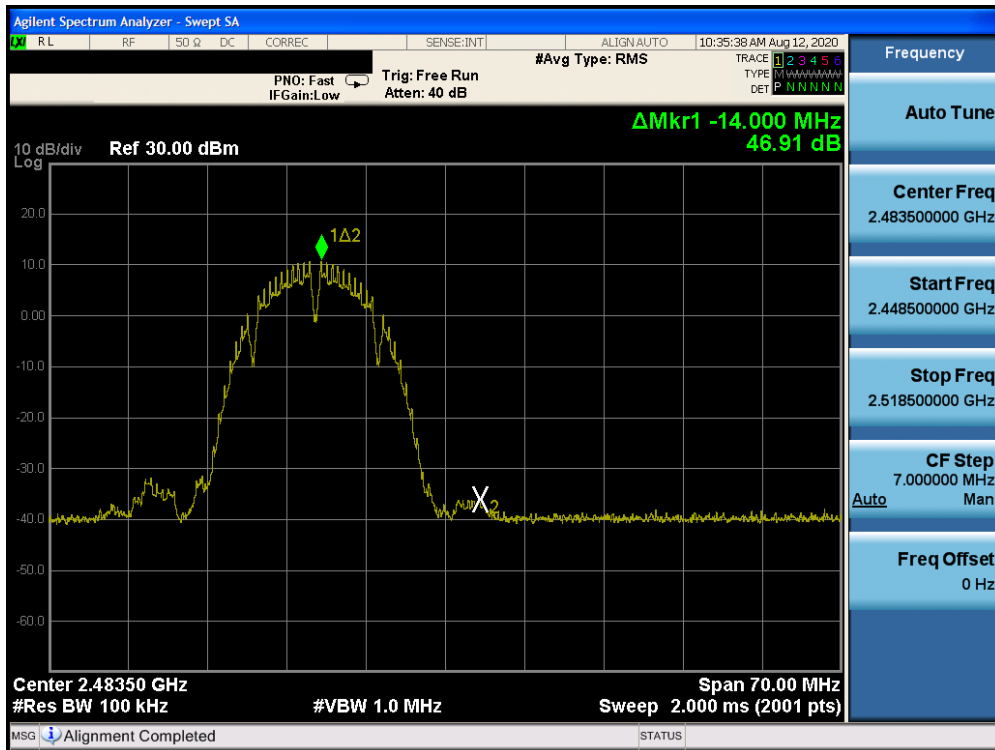 Agilent Spectrum Analyzer - Swept SA
LXI RL RF 50 Ω DC CORREC SENSE:INT ALIGN AUTO 10:35:38 AM Aug 12, 2020
#Avg Type: RMS TRACE 1 2 3 4 5 6
PNO: Fast Trig: Free Run TYPE M WWWWW
IFGain:Low Atten: 40 dB DET P N N N N N
Frequency
Auto Tune
ΔMkr1 -14.000 MHz
46.91 dB
10 dB/div Ref 30.00 dBm
Log
20.0
10.0
0.00
-10.0
-20.0
-30.0
-40.0
-50.0
-60.0
1Δ2
X2
Center Freq
2.483500000 GHz
Start Freq
2.448500000 GHz
Stop Freq
2.518500000 GHz
CF Step
7.000000 MHz
Auto Man
Freq Offset
0 Hz
Center 2.48350 GHz Span 70.00 MHz
#Res BW 100 kHz #VBW 1.0 MHz Sweep 2.000 ms (2001 pts)
MSG Alignment Completed STATUS